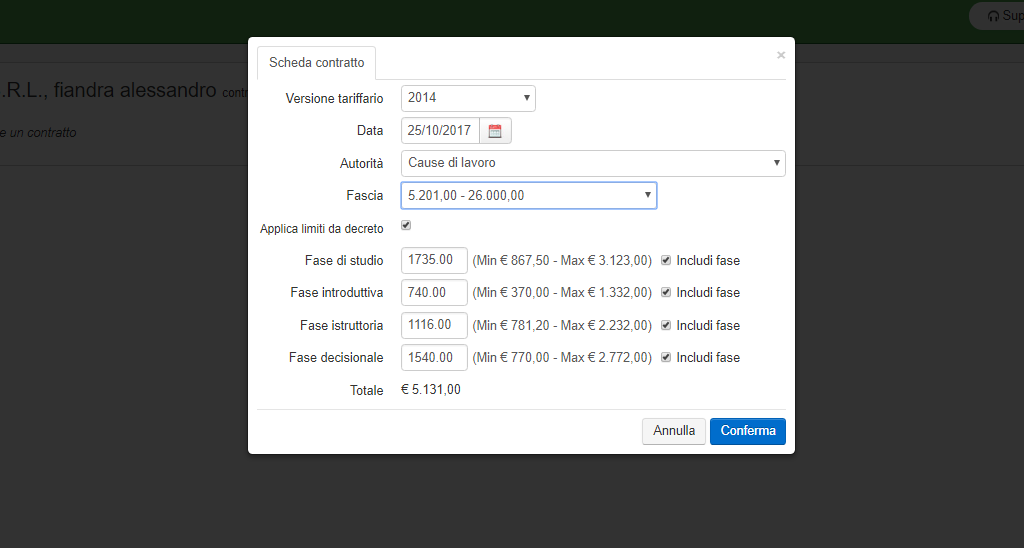 Sup
.R.L., fiandra alessandro contr
e un contratto
Scheda contratto ×
Versione tariffario 2014
Data 25/10/2017
Autorità Cause di lavoro
Fascia 5.201,00 - 26.000,00
Applica limiti da decreto
Fase di studio 1735.00 (Min € 867,50 - Max € 3.123,00) Includi fase
Fase introduttiva 740.00 (Min € 370,00 - Max € 1.332,00) Includi fase
Fase istruttoria 1116.00 (Min € 781,20 - Max € 2.232,00) Includi fase
Fase decisionale 1540.00 (Min € 770,00 - Max € 2.772,00) Includi fase
Totale € 5.131,00
Annulla Conferma